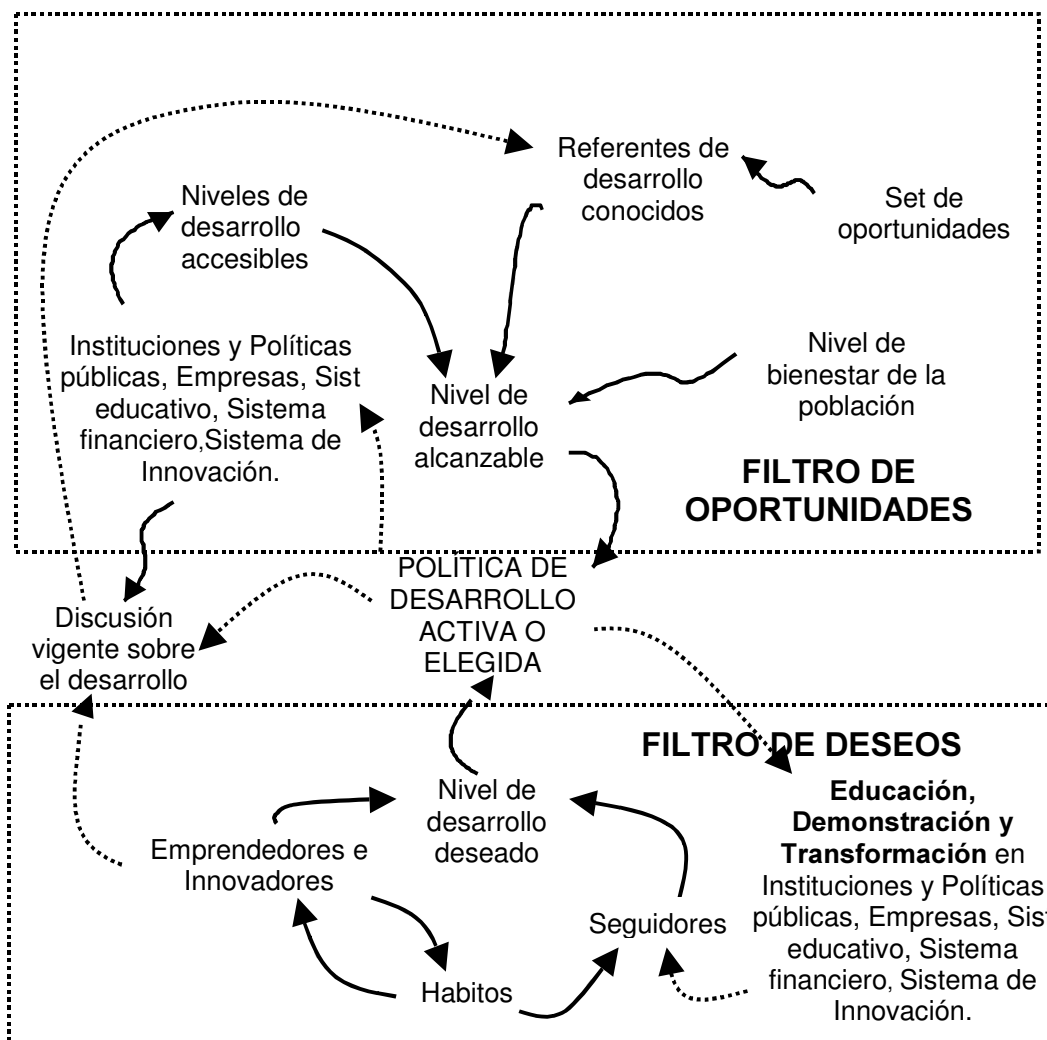 Referentes de
desarrollo
conocidos
Set de
oportunidades
Niveles de
desarrollo
accesibles
Instituciones y Políticas
públicas, Empresas, Sist
educativo, Sistema
financiero,Sistema de
Innovación.
Nivel de
desarrollo
alcanzable
Nivel de
bienestar de la
población
FILTRO DE
OPORTUNIDADES
POLÍTICA DE
DESARROLLO
ACTIVA O
ELEGIDA
Discusión
vigente sobre
el desarrollo
FILTRO DE DESEOS
Nivel de
desarrollo
deseado
Emprendedores e
Innovadores
Seguidores
Habitos
Educación,
Demonstración y
Transformación en
Instituciones y Políticas
públicas, Empresas, Sist
educativo, Sistema
financiero, Sistema de
Innovación.